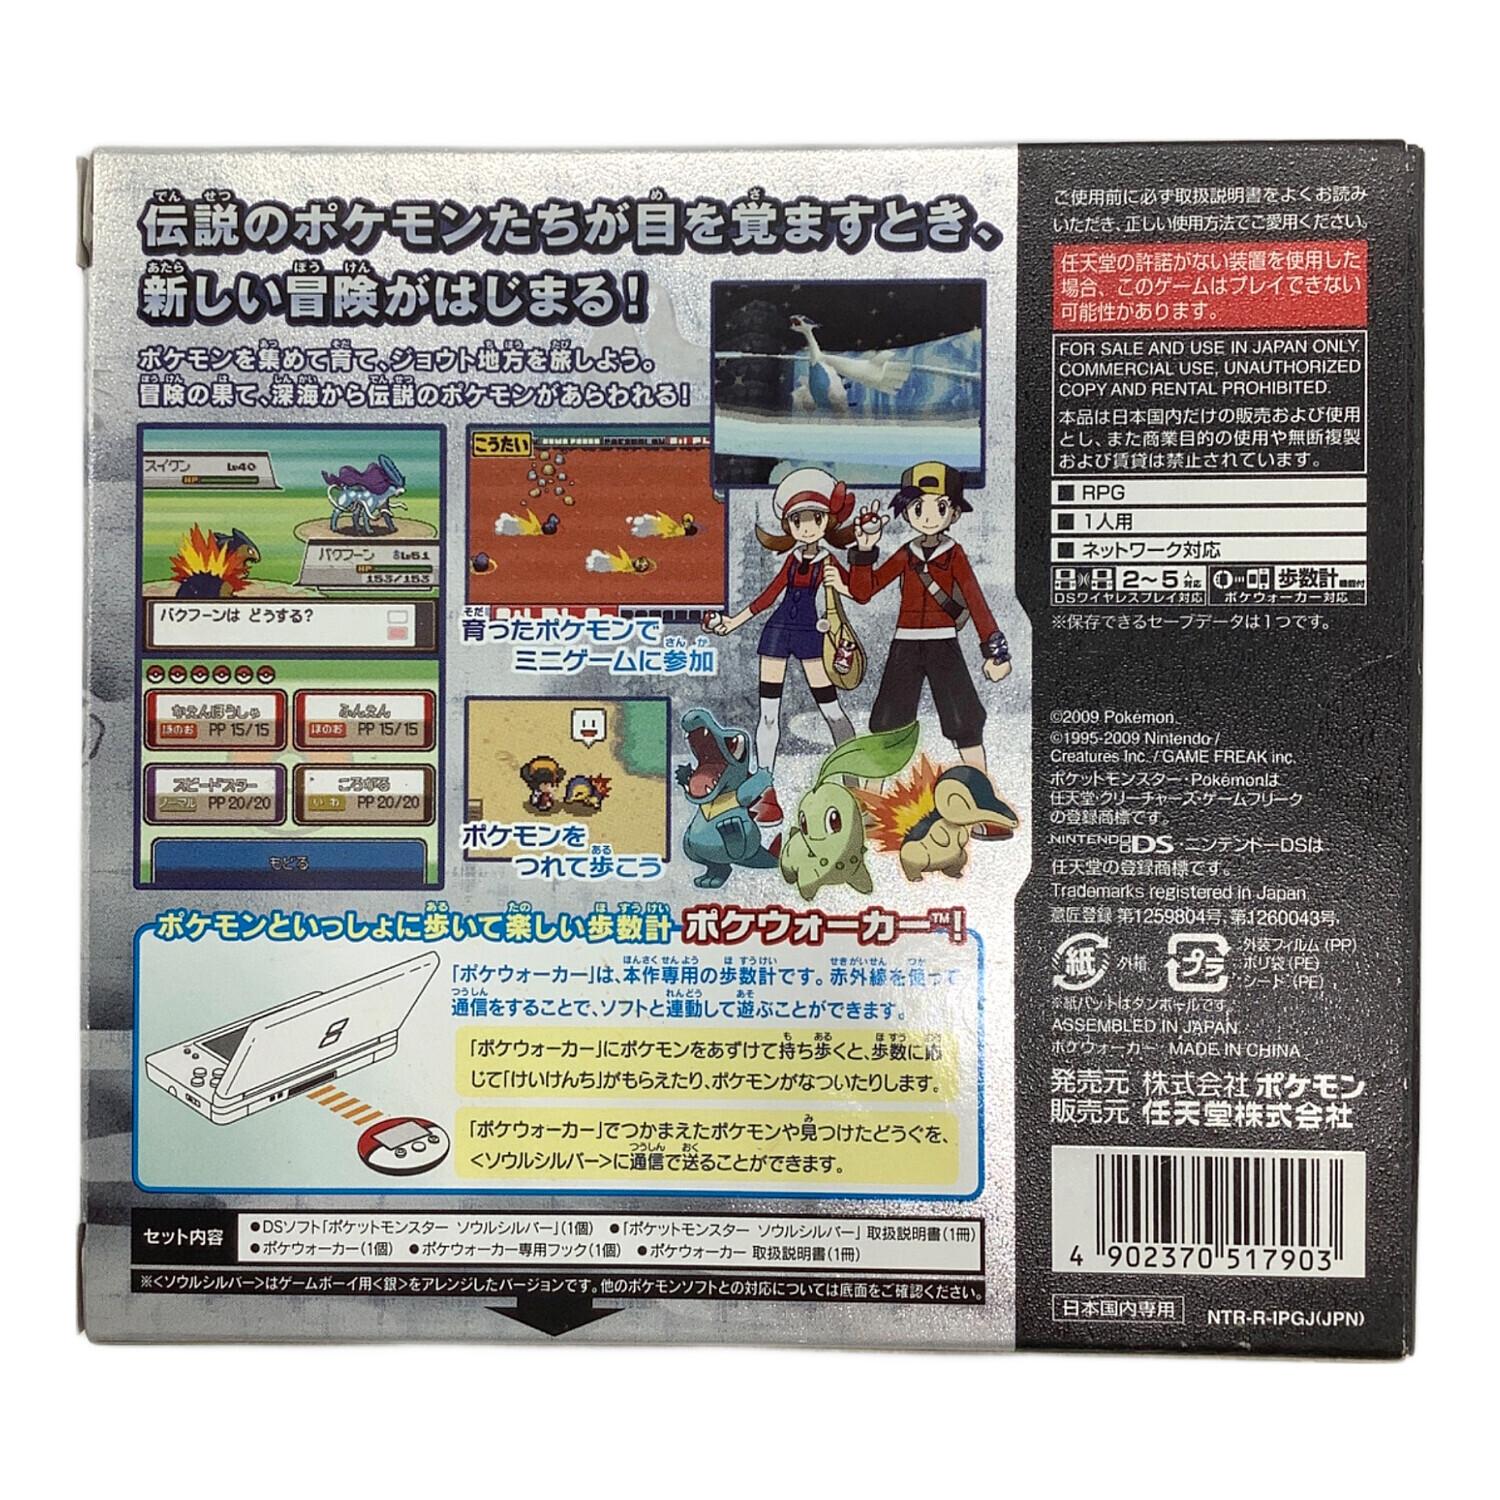 伝説のポケモンたちが目を覚ますとき、
新しい冒険がはじまる!
ポケモンを集めて育て、ジョウト地方を旅しよう。
冒険の果て、深海から伝説のポケモンがあらわれる!
スイクン Lv40
HP
バクフーン ♂Lv51
HP
153/153
バクフーンは どうする?
かえんほうしゃ
ほのお PP 15/15
ふんえん
ほのお PP 15/15
スピードスター
ノーマル PP 20/20
ころがる
いわ PP 20/20
もどる
こうたい
育ったポケモンで
ミニゲームに参加
ポケモンを
つれて歩こう
ポケモンといっしょに歩いて楽しい歩数計 ポケウォーカー™!
「ポケウォーカー」は、本作専用の歩数計です。赤外線を使って
通信をすることで、ソフトと連動して遊ぶことができます。
「ポケウォーカー」にポケモンをあずけて持ち歩くと、歩数に応
じて「けいけんち」がもらえたり、ポケモンがなついたりします。
「ポケウォーカー」でつかまえたポケモンや見つけたどうぐを、
<ソウルシルバー>に通信で送ることができます。
セット内容
●DSソフト「ポケットモンスター ソウルシルバー」(1個) ●「ポケットモンスター ソウルシルバー」取扱説明書(1冊)
●ポケウォーカー(1個) ●ポケウォーカー専用フック(1個) ●ポケウォーカー 取扱説明書(1冊)
※<ソウルシルバー>はゲームボーイ用<銀>をアレンジしたバージョンです。他のポケモンソフトとの対応については底面をご確認ください。
ご使用前に必ず取扱説明書をよくお読み
いただき、正しい使用方法でご愛用ください。
任天堂の許諾がない装置を使用した
場合、このゲームはプレイできない
可能性があります。
FOR SALE AND USE IN JAPAN ONLY.
COMMERCIAL USE, UNAUTHORIZED
COPY AND RENTAL PROHIBITED.
本品は日本国内だけの販売および使用
とし、また商業目的の使用や無断複製
および賃貸は禁止されています。
■ RPG
■ 1人用
■ ネットワーク対応
2〜5人対応
DSワイヤレスプレイ対応
歩数計機能付
ポケウォーカー対応
※保存できるセーブデータは1つです。
©2009 Pokémon.
©1995-2009 Nintendo /
Creatures Inc. / GAME FREAK inc.
ポケットモンスター・Pokémonは
任天堂・クリーチャーズ・ゲームフリーク
の登録商標です。
NINTENDO DS・ニンテンドーDSは
任天堂の登録商標です。
Trademarks registered in Japan.
意匠登録 第1259804号, 第1260043号.
紙 外箱
プラ 外装フィルム (PP)
ポリ袋 (PE)
シート (PE)
※紙パットはダンボールです。
ASSEMBLED IN JAPAN
ポケウォーカー MADE IN CHINA
発売元 株式会社ポケモン
販売元 任天堂株式会社
4 902370 517903
日本国内専用
NTR-R-IPGJ(JPN)